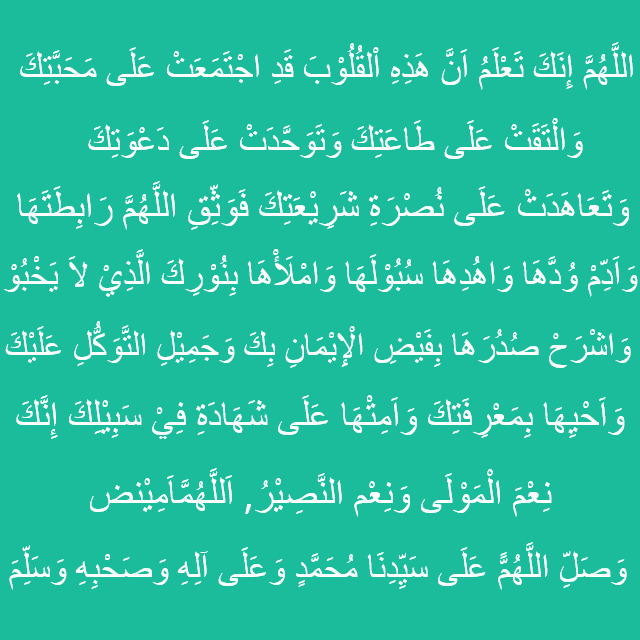 اللَّهُمَّ إِنَكَ تَعْلَمُ اَنَّ هَذِهِ اْلقُلُوْبَ قَدِ اجْتَمَعَتْ عَلَى مَحَبَّتِكَ
وَالْتَقَتْ عَلَى طَاعَتِكَ وَتَوَحَّدَتْ عَلَى دَعْوَتِكَ
وَتَعَاهَدَتْ عَلَى نُصْرَةِ شَرِيْعَتِكَ فَوَثِّقِ اللَّهُمَّ رَابِطَتَهَا
وَاَدِّمْ وُدَّهَا وَاهُدِهَا سُبُوْلَهَا وَامْلَأْهَا بِنُوْرِكَ الَّذِيْ لاَ يَخْبُوْ
وَاشْرَحْ صُدُرَهَا بِفَيْضِ الْإِيْمَانِ بِكَ وَجَمِيْلِ التَّوَكُّلِ عَلَيْكَ
وَاَحْيِهَا بِمَعْرِفَتِكَ وَاَمِتْهَا عَلَى شَهَادَةِ فِيْ سَبِيْلِكَ إِنَّكَ
نِعْمَ الْمَوْلَى وَنِعْم النَّصِيْرُ, اَللَّهُمَّاَمِيْنض
وَصَلِّ اللَّهُمًّ عَلَى سَيِّدِنَا مُحَمَّدٍ وَعَلَى آلِهِ وَصَحْبِهِ وَسَلِّمَ